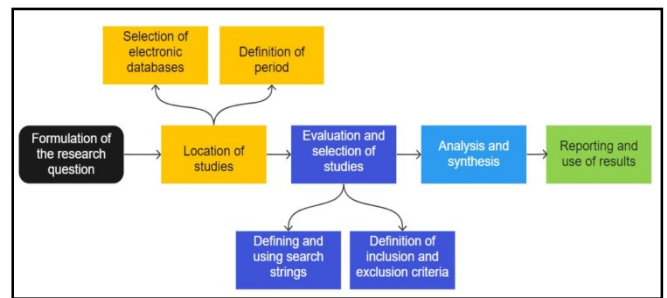 Selection of
electronic
databases
Definition of
period
Formulation of
the research
question
Location of
studies
Evaluation and
selection of
studies
Analysis and
synthesis
Reporting and
use of results
Defining and
using search
strings
Definition of
inclusion and
exclusion criteria